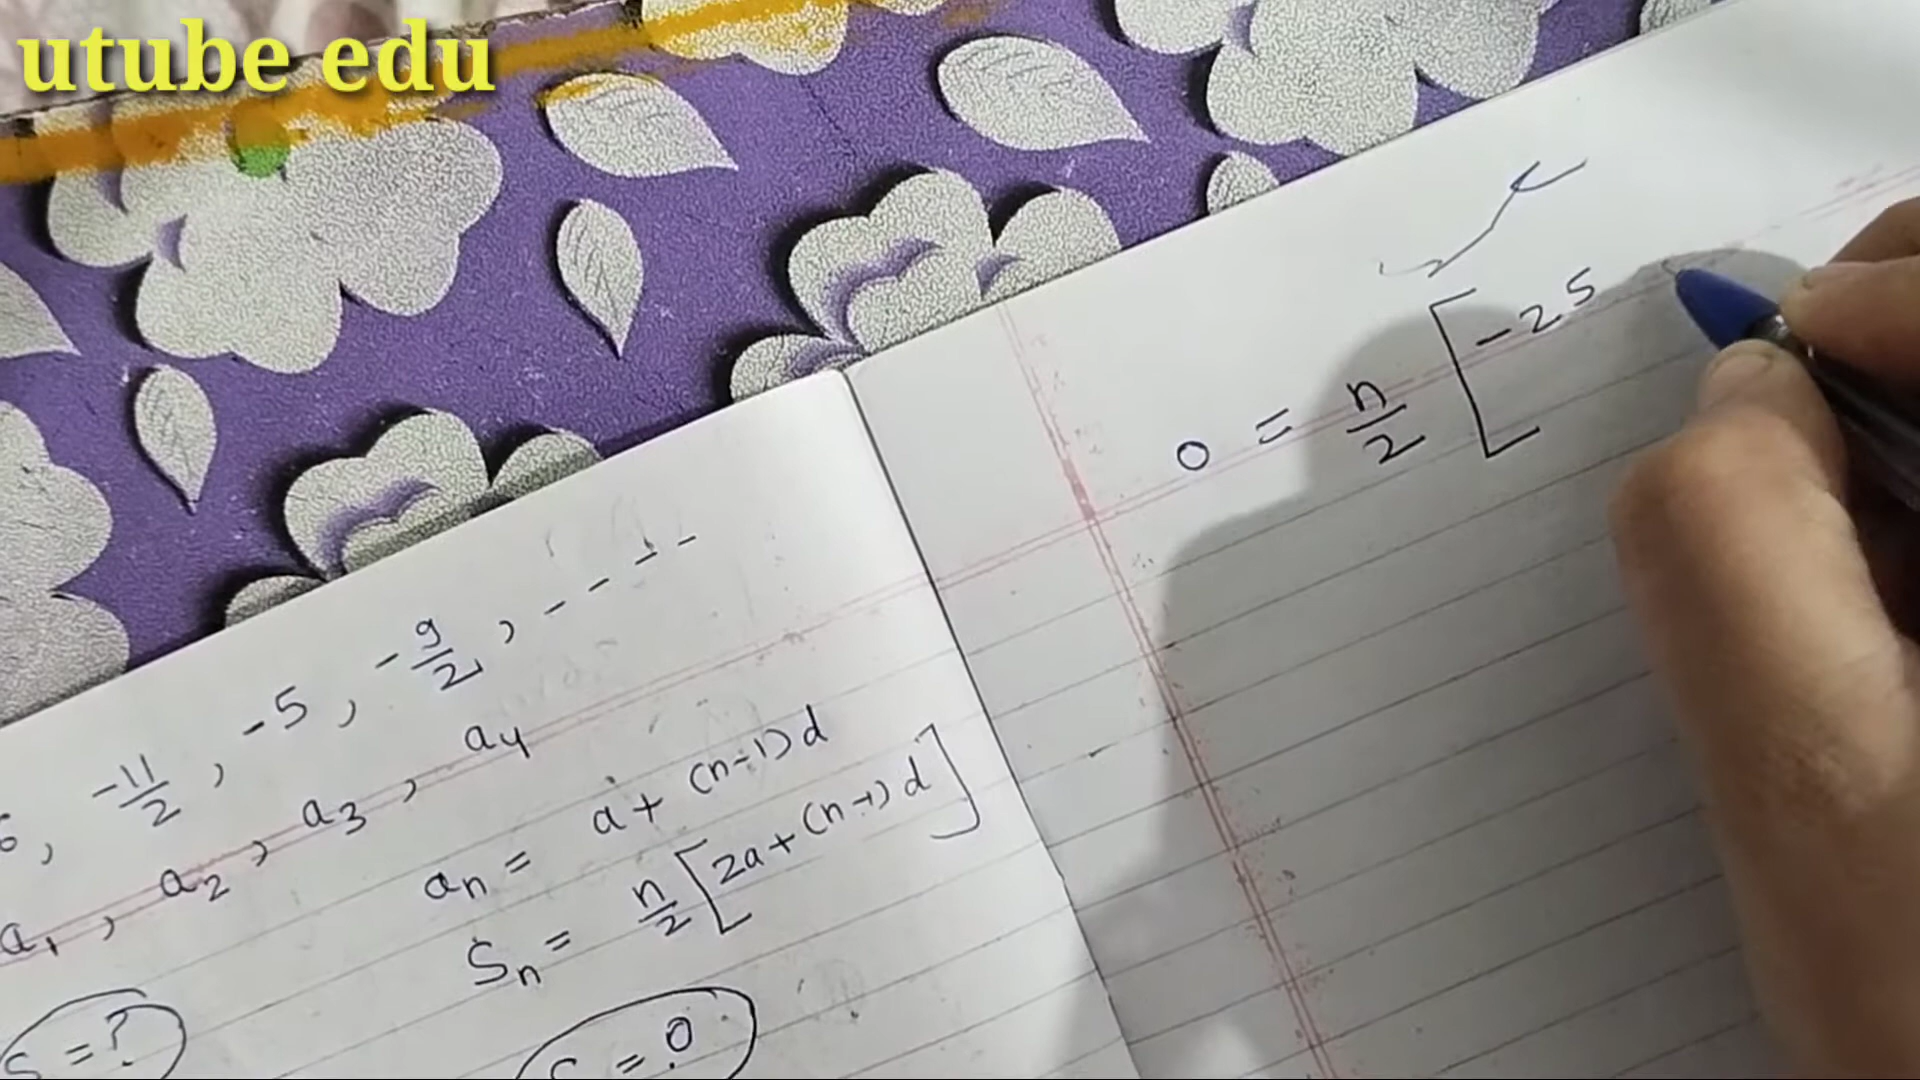 utube edu
6, -11/2, -5, -9/2, - - - -
a1, a2, a3, a4
an = a + (n-1)d
Sn = n/2 [2a + (n-1)d]
S = ?
= 0
0 = n/2 [-25